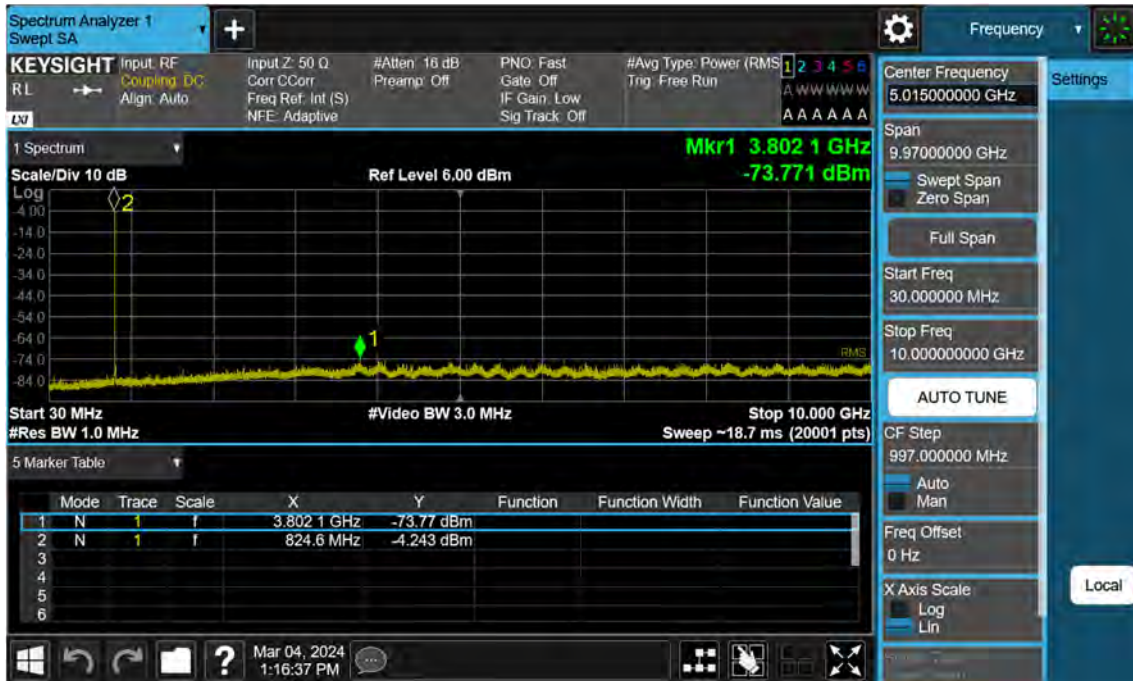 Spectrum Analyzer 1
Swept SA
+
Frequency
KEYSIGHT
RL
LXI
Input: RF
Coupling: DC
Align: Auto
Input Z: 50 Ω
Corr CCorr
Freq Ref: Int (S)
NFE: Adaptive
#Atten: 16 dB
Preamp: Off
PNO: Fast
Gate: Off
IF Gain: Low
Sig Track: Off
#Avg Type: Power (RMS
Trig: Free Run
1 2 3 4 5 6
A W W W W W
A A A A A A
Center Frequency
5.015000000 GHz
Settings
1 Spectrum
Mkr1 3.802 1 GHz
Scale/Div 10 dB
Ref Level 6.00 dBm
-73.771 dBm
Log
2
-4.00
-14.0
-24.0
-34.0
-44.0
-54.0
-64.0
-74.0
-84.0
1
RMS
Start 30 MHz
#Video BW 3.0 MHz
Stop 10.000 GHz
#Res BW 1.0 MHz
Sweep ~18.7 ms (20001 pts)
Span
9.97000000 GHz
Swept Span
Zero Span
Full Span
Start Freq
30.000000 MHz
Stop Freq
10.000000000 GHz
AUTO TUNE
CF Step
997.000000 MHz
Auto
Man
Freq Offset
0 Hz
X Axis Scale
Log
Lin
Local
5 Marker Table
Mode Trace Scale X Y Function Function Width Function Value
1 N 1 f 3.802 1 GHz -73.77 dBm
2 N 1 f 824.6 MHz -4.243 dBm
3
4
5
6
?
Mar 04, 2024
1:16:37 PM